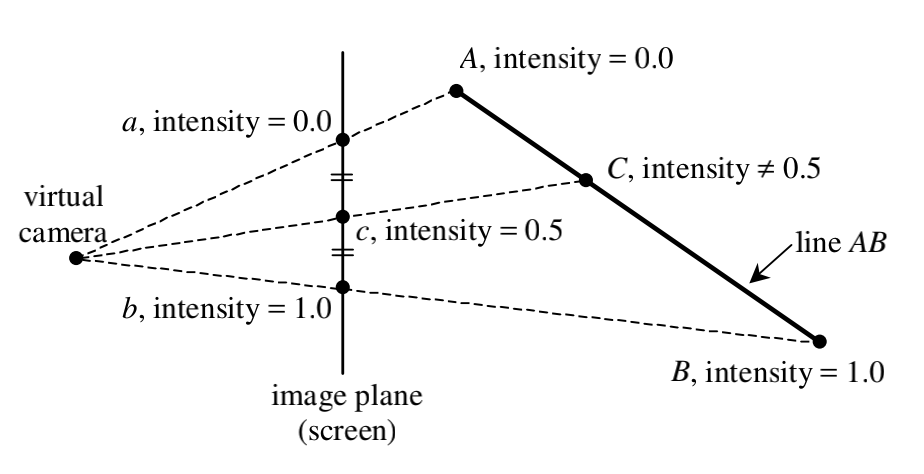 A, intensity = 0.0
a, intensity = 0.0
C, intensity ≠ 0.5
virtual
camera
c, intensity = 0.5
line AB
b, intensity = 1.0
B, intensity = 1.0
image plane
(screen)